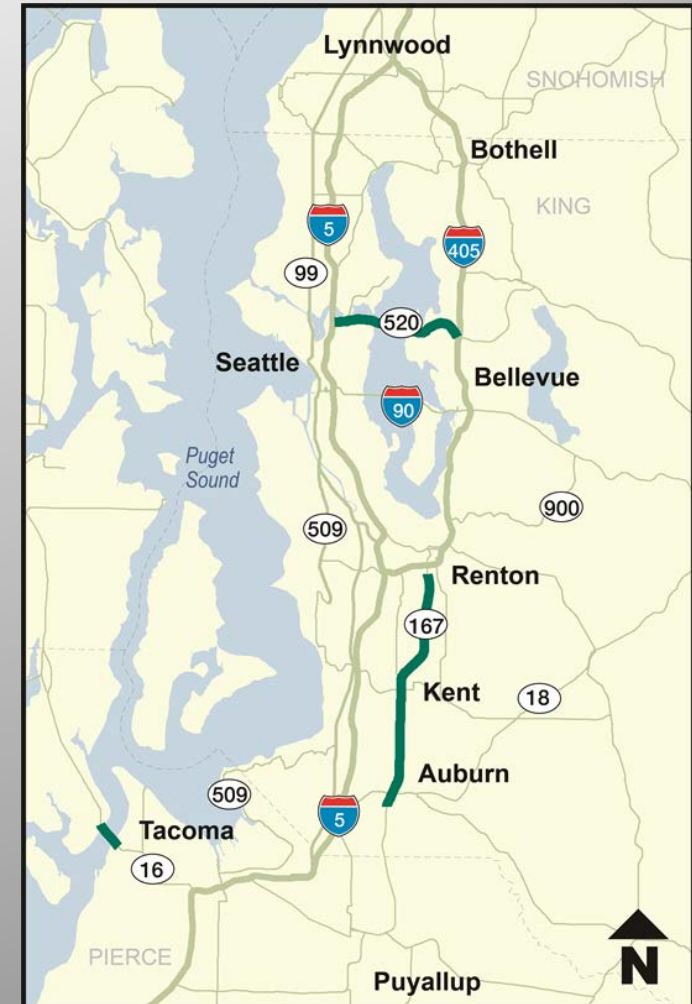 Lynnwood
SNOHOMISH
Bothell
KING
5
405
99
520
Seattle
Bellevue
90
Puget
Sound
900
509
Renton
167
Kent
18
Auburn
509
5
Tacoma
16
PIERCE
N
Puyallup